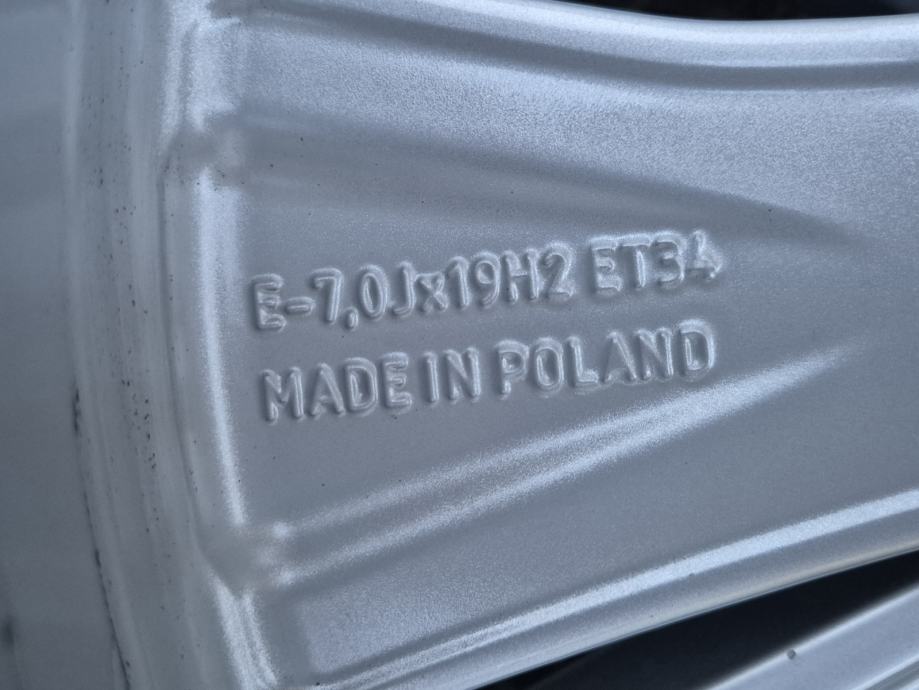 E-7,0Jx19H2 ET34
MADE IN POLAND